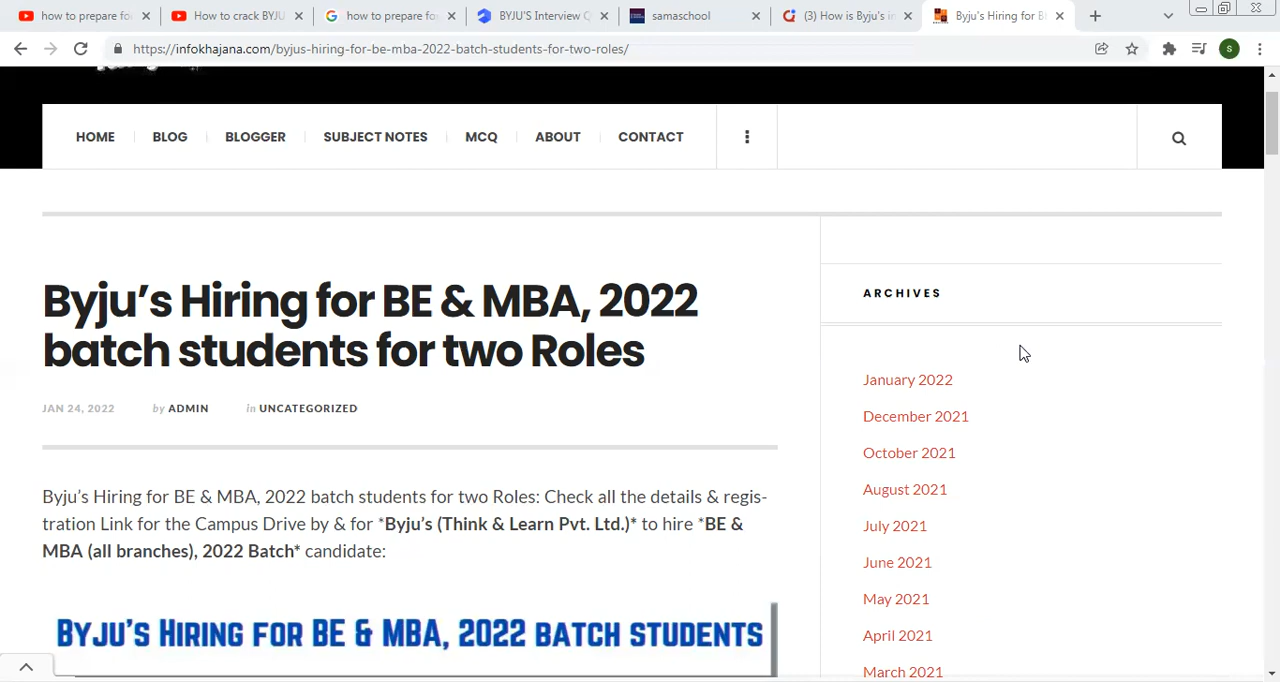 how to prepare fo
How to crack BYJU
how to prepare fo
BYJU'S Interview Q
samaschool
(3) How is Byju's in
Byju's Hiring for B
https://infokhajana.com/byjus-hiring-for-be-mba-2022-batch-students-for-two-roles/
S
HOME BLOG BLOGGER SUBJECT NOTES MCQ ABOUT CONTACT
Byju's Hiring for BE & MBA, 2022
batch students for two Roles
JAN 24, 2022 by ADMIN in UNCATEGORIZED
Byju's Hiring for BE & MBA, 2022 batch students for two Roles: Check all the details & regis-
tration Link for the Campus Drive by & for *Byju's (Think & Learn Pvt. Ltd.)* to hire *BE &
MBA (all branches), 2022 Batch* candidate:
BYJU'S HIRING FOR BE & MBA, 2022 BATCH STUDENTS
ARCHIVES
January 2022
December 2021
October 2021
August 2021
July 2021
June 2021
May 2021
April 2021
March 2021